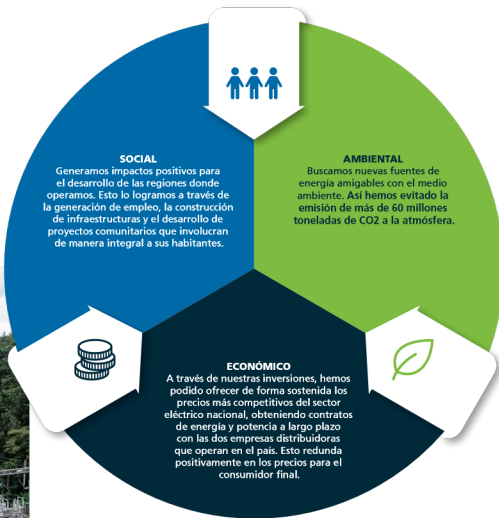 SOCIAL
Generamos impactos positivos para
el desarrollo de las regiones donde
operamos. Esto lo logramos a través de
la generación de empleo, la construcción
de infraestructuras y el desarrollo de
proyectos comunitarios que involucran
de manera integral a sus habitantes.
AMBIENTAL
Buscamos nuevas fuentes de
energía amigables con el medio
ambiente. Así hemos evitado la
emisión de más de 60 millones
toneladas de CO2 a la atmósfera.
ECONÓMICO
A través de nuestras inversiones, hemos
podido ofrecer de forma sostenida los
precios más competitivos del sector
eléctrico nacional, obteniendo contratos
de energía y potencia a largo plazo
con las dos empresas distribuidoras
que operan en el país. Esto redunda
positivamente en los precios para el
consumidor final.